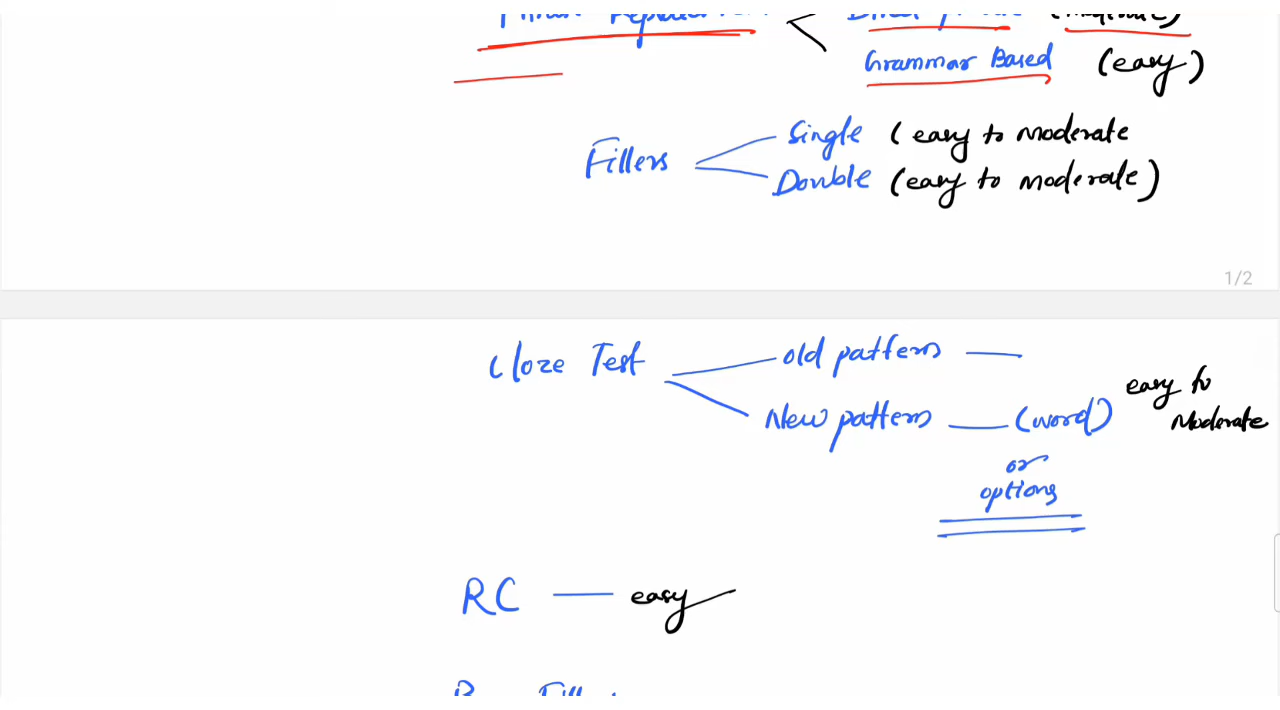 Grammar Based (easy)
Fillers
Single (easy to moderate
Double (easy to moderate)
1/2
Cloze Test
old pattern
New pattern (word) easy to Moderate
or
options
RC easy